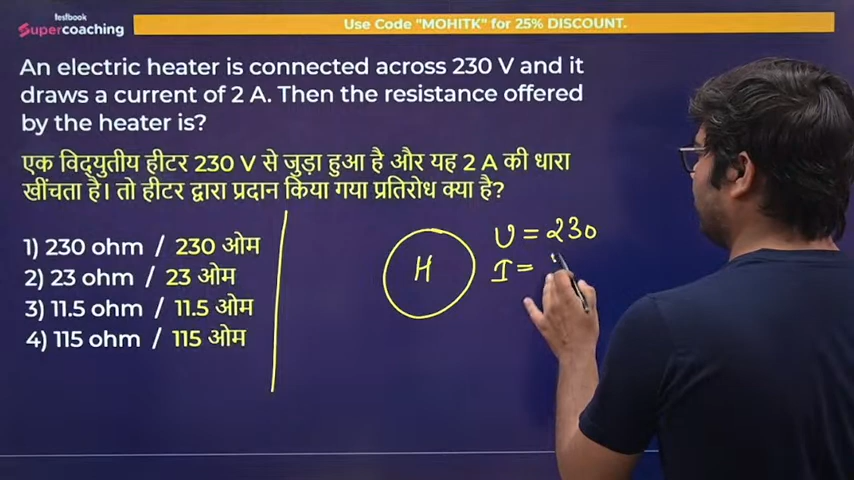 testbook
Supercoaching
Use Code "MOHITK" for 25% DISCOUNT.
An electric heater is connected across 230 V and it
draws a current of 2 A. Then the resistance offered
by the heater is?
एक विद्युतीय हीटर 230 V से जुड़ा हुआ है और यह 2 A की धारा
खींचता है। तो हीटर द्वारा प्रदान किया गया प्रतिरोध क्या है?
1) 230 ohm / 230 ओम
2) 23 ohm / 23 ओम
3) 11.5 ohm / 11.5 ओम
4) 115 ohm / 115 ओम
H
V = 230
I =